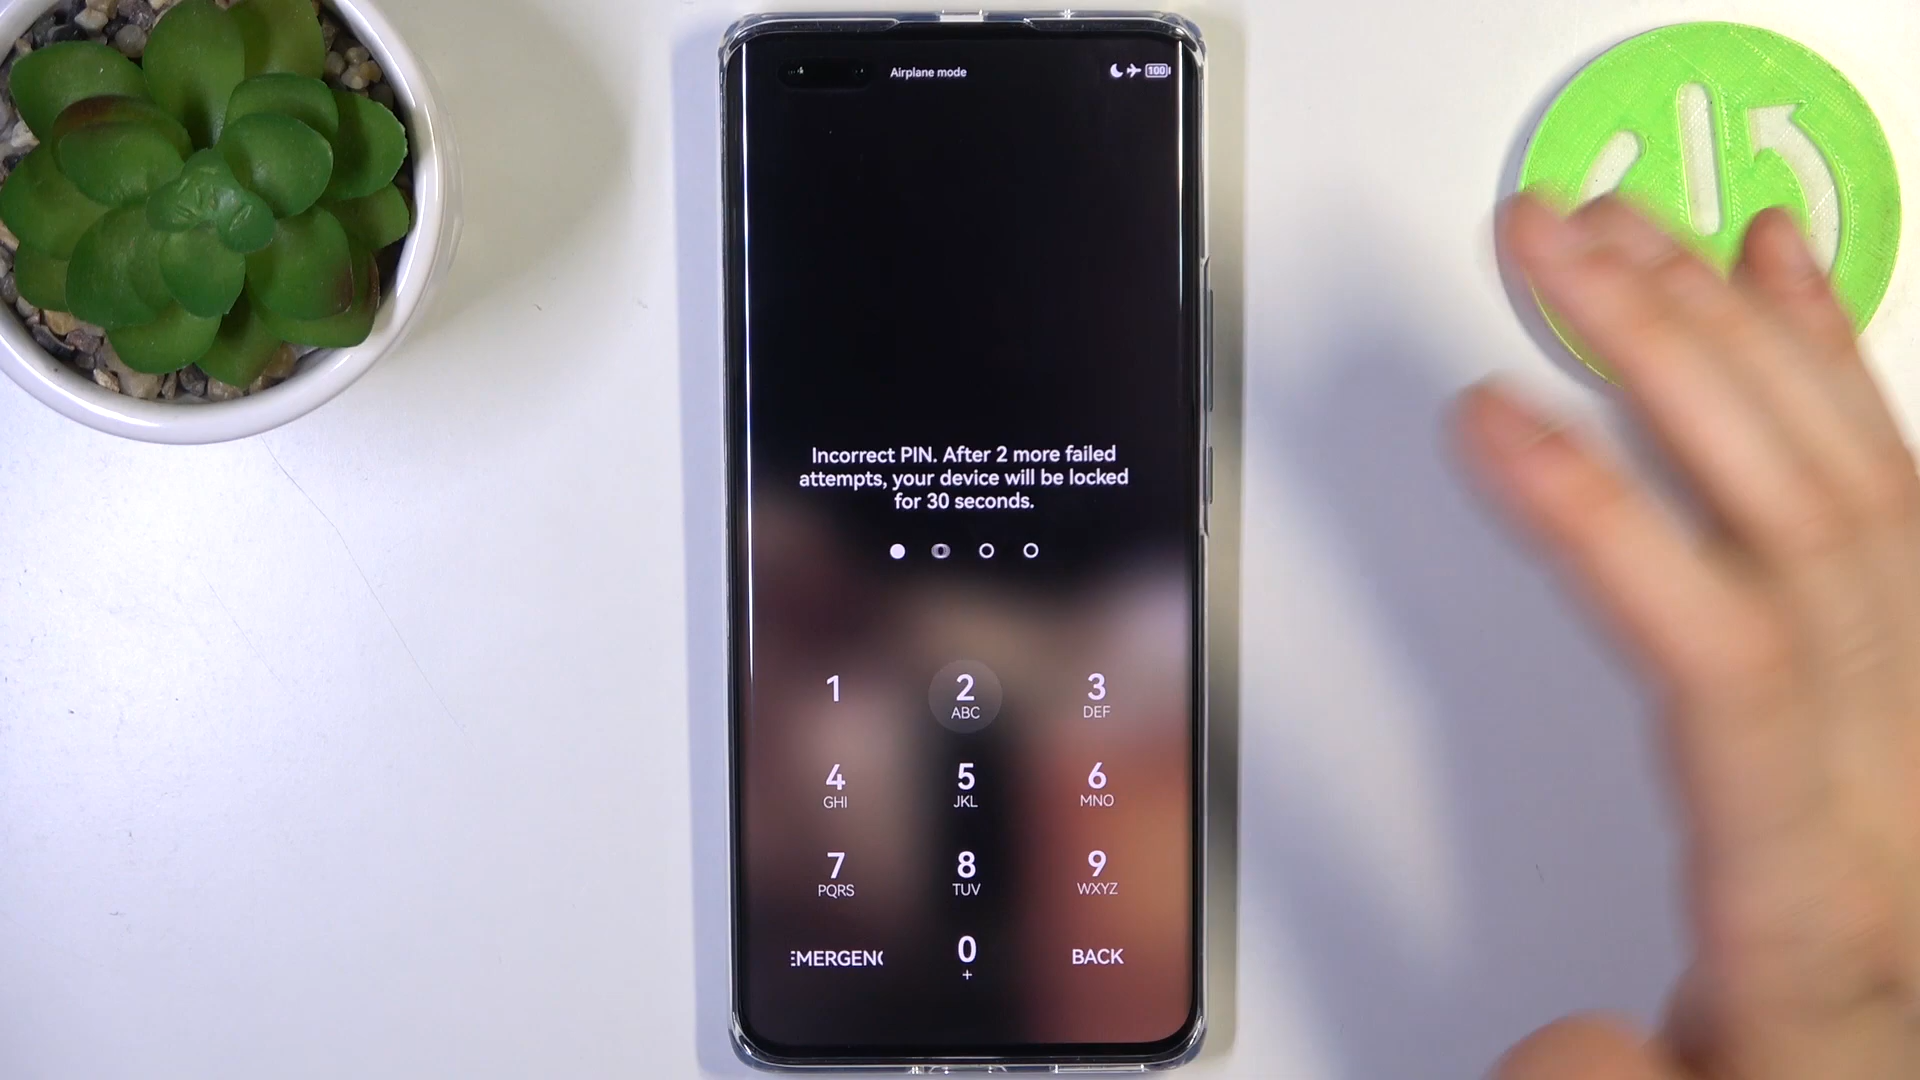 Airplane mode
100
Incorrect PIN. After 2 more failed
attempts, your device will be locked
for 30 seconds.
1
2
ABC
3
DEF
4
GHI
5
JKL
6
MNO
7
PQRS
8
TUV
9
WXYZ
EMERGENC
0
+
BACK